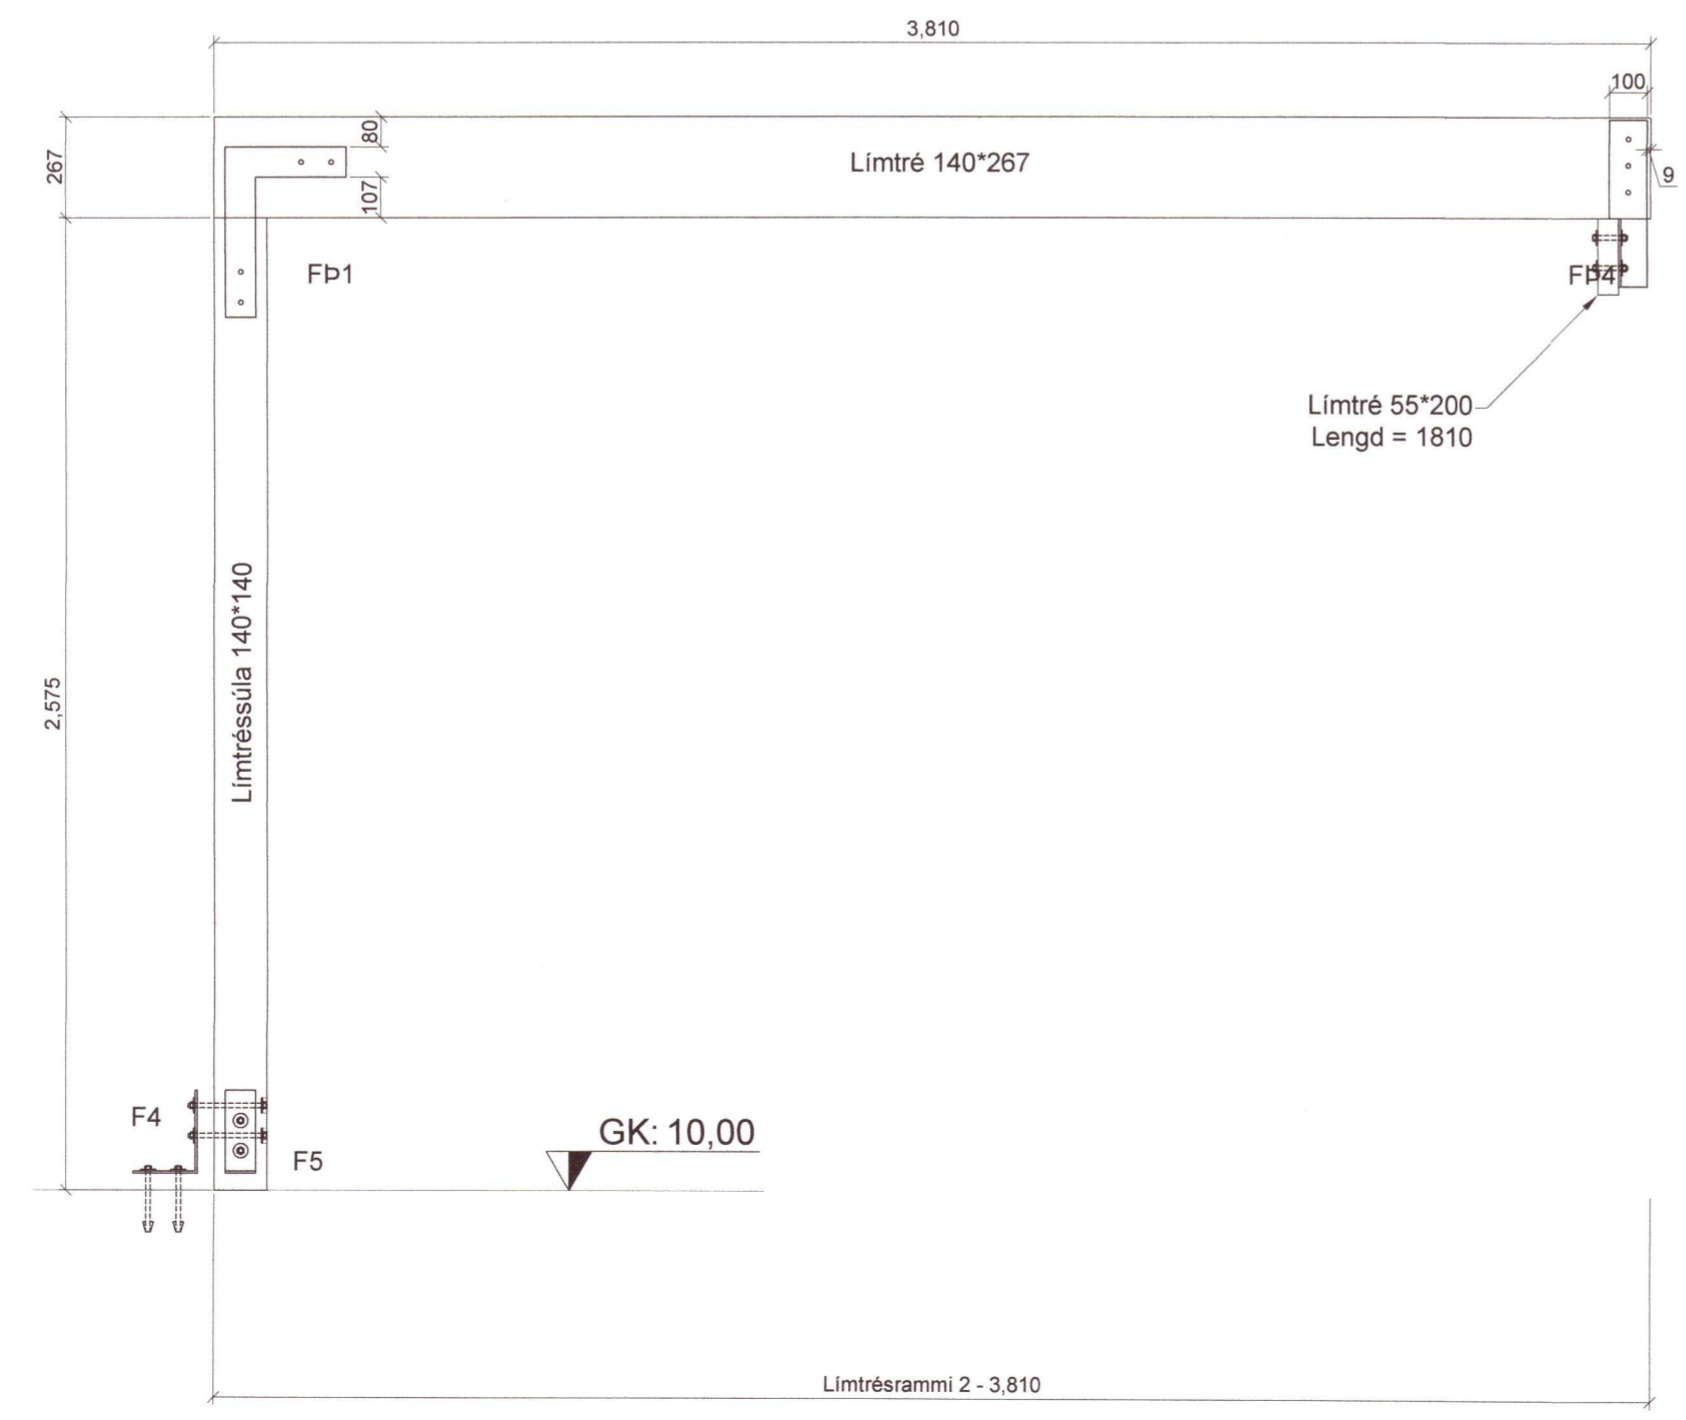 3,810
100
80
267
Límtré 140*267
9
107
FÞ1
FÞ4
Límtré 55*200
Lengd = 1810
Límtréssúla 140*140
2,575
F4
GK: 10,00
F5
Límtrésrammi 2 - 3,810